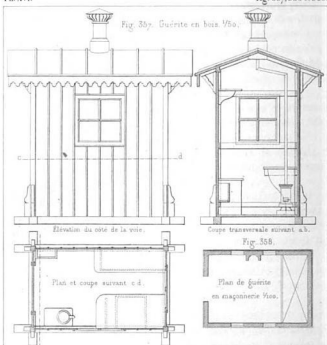 Fig. 357. Guérite en bois 1/50.
c
d.
Élévation du côté de la voie.
Coupe transversale suivant a.b.
Fig. 358.
Plan et coupe suivant c.d.
Plan de guérite
en maçonnerie 1/100.